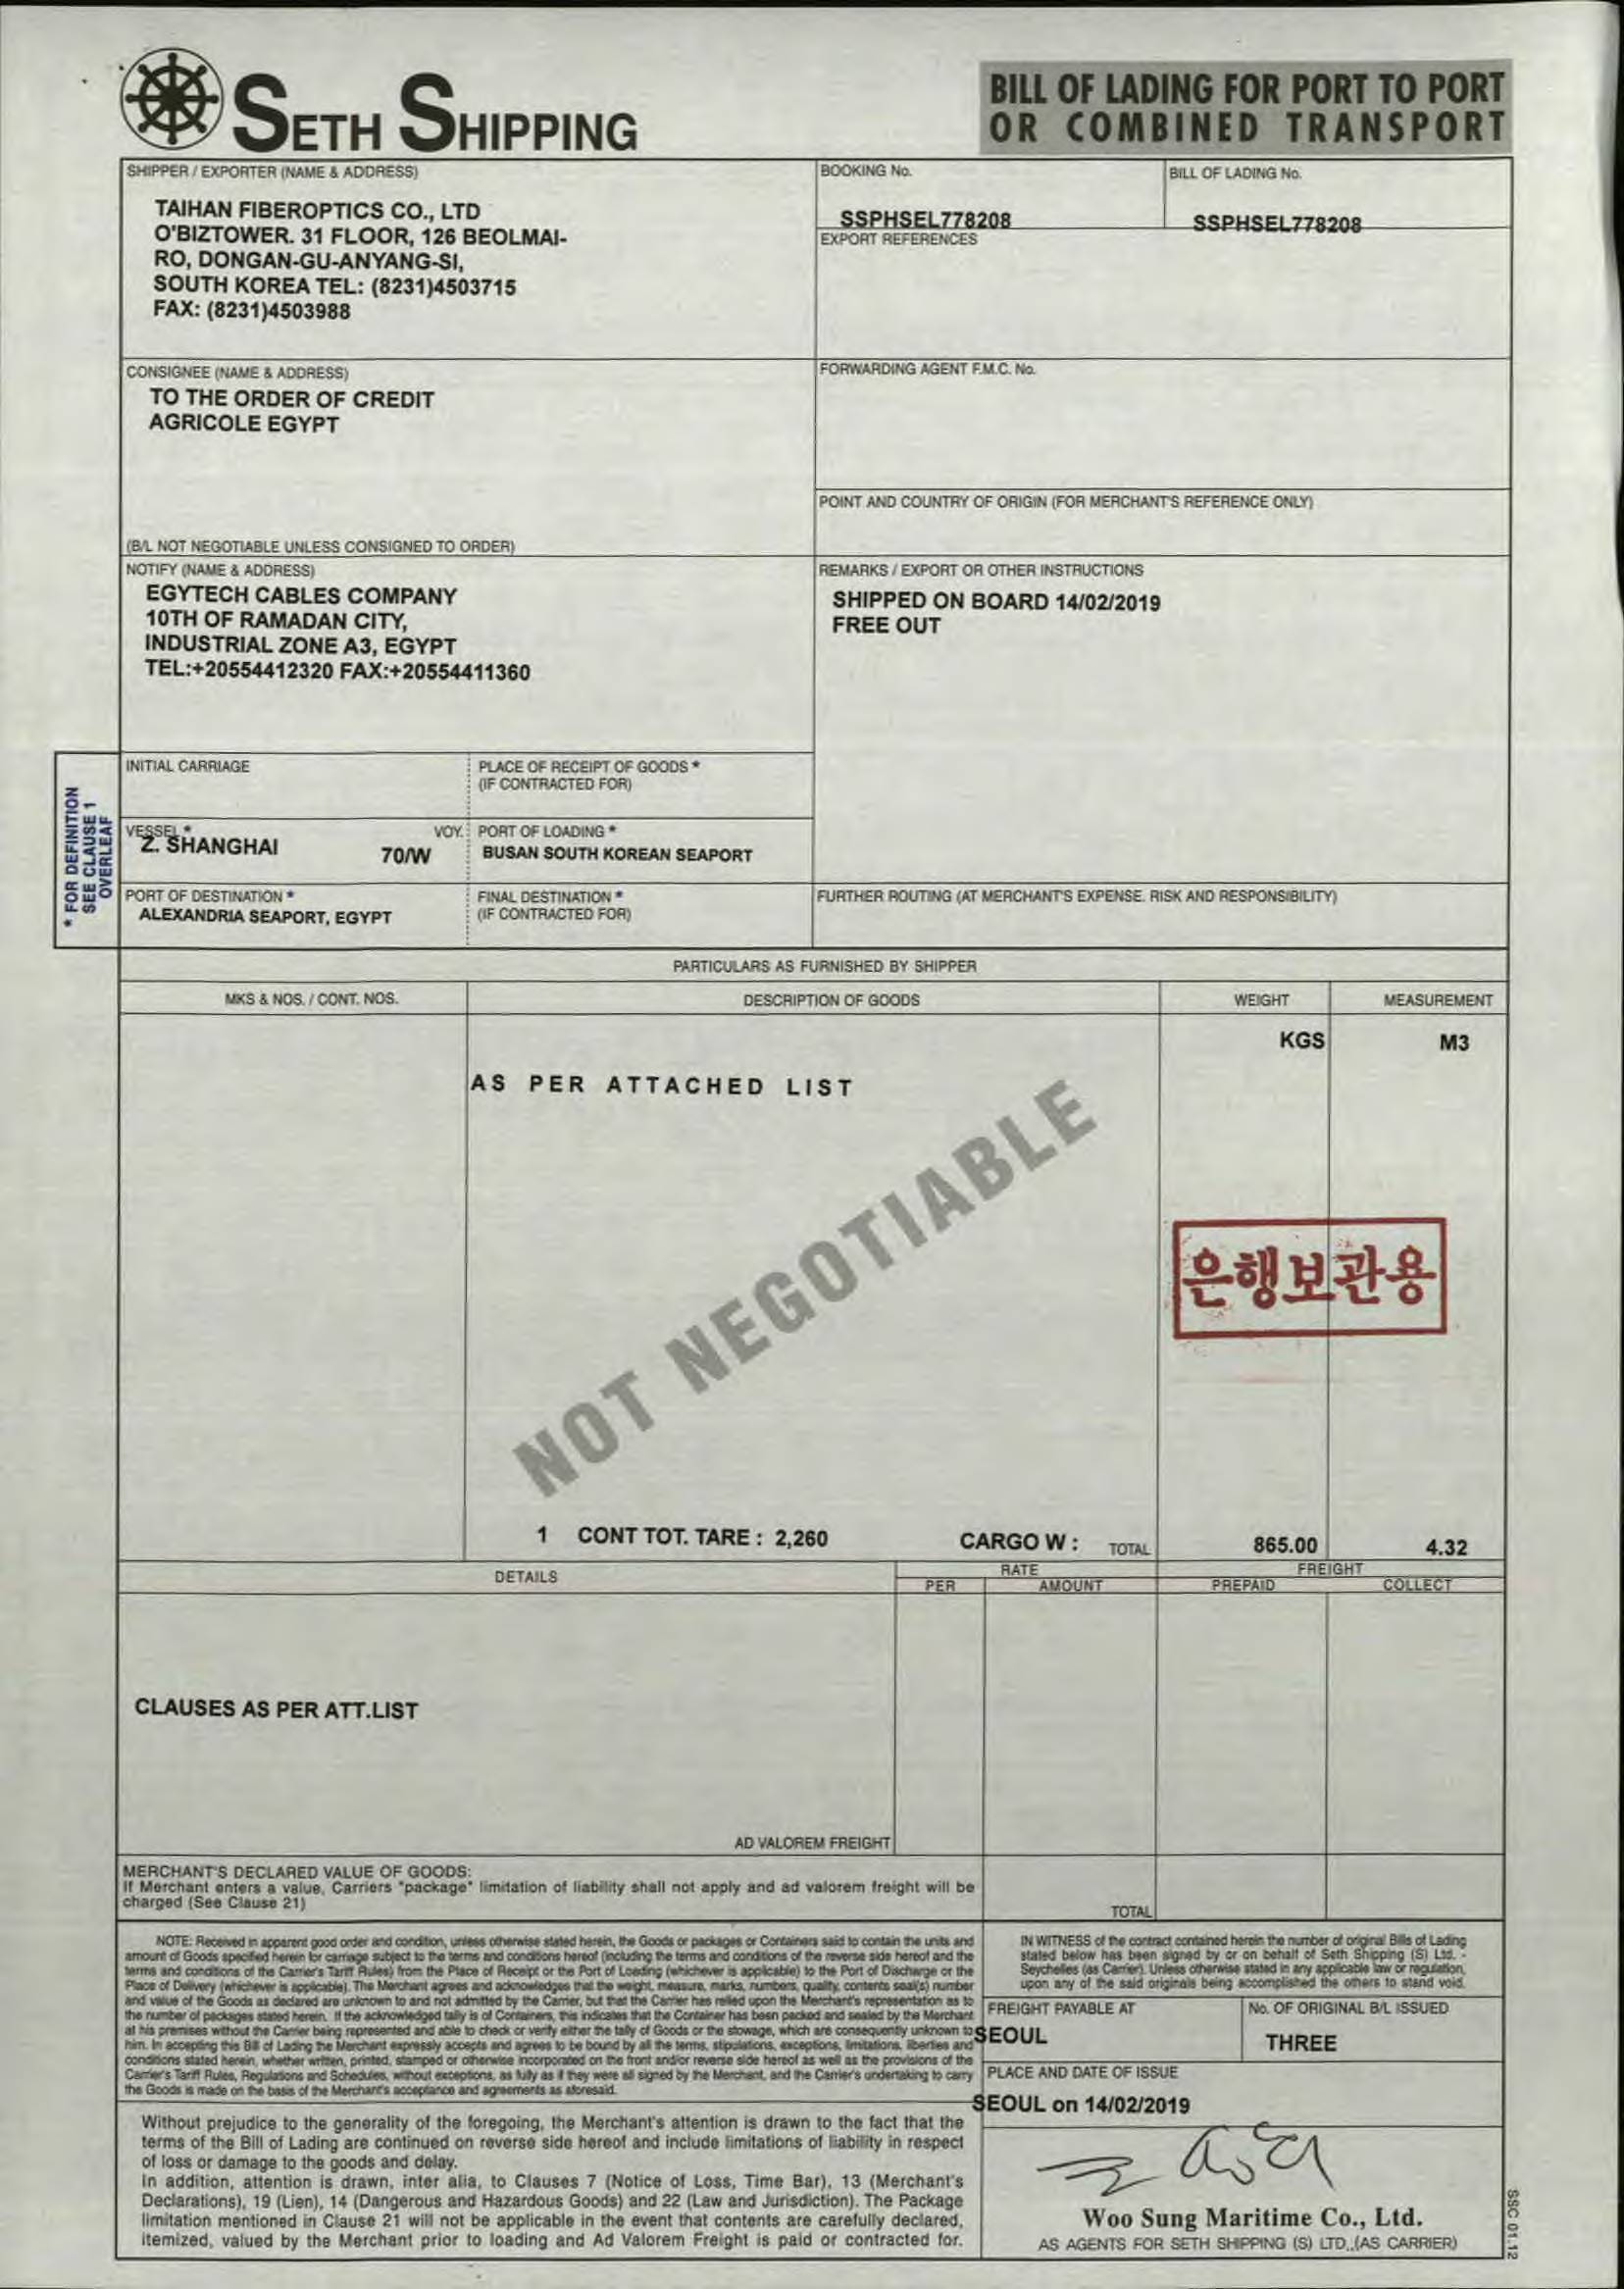 SETH SHIPPING
BILL OF LADING FOR PORT TO PORT
OR COMBINED TRANSPORT
SHIPPER / EXPORTER (NAME & ADDRESS)
TAIHAN FIBEROPTICS CO., LTD
O'BIZTOWER. 31 FLOOR, 126 BEOLMAI-
RO, DONGAN-GU-ANYANG-SI,
SOUTH KOREA TEL: (8231)4503715
FAX: (8231)4503988
BOOKING No.
SSPHSEL778208
BILL OF LADING No.
SSPHSEL778208
EXPORT REFERENCES
CONSIGNEE (NAME & ADDRESS)
TO THE ORDER OF CREDIT
AGRICOLE EGYPT
(B/L NOT NEGOTIABLE UNLESS CONSIGNED TO ORDER)
FORWARDING AGENT F.M.C. No.
POINT AND COUNTRY OF ORIGIN (FOR MERCHANT'S REFERENCE ONLY)
NOTIFY (NAME & ADDRESS)
EGYTECH CABLES COMPANY
10TH OF RAMADAN CITY,
INDUSTRIAL ZONE A3, EGYPT
TEL:+20554412320 FAX:+20554411360
REMARKS / EXPORT OR OTHER INSTRUCTIONS
SHIPPED ON BOARD 14/02/2019
FREE OUT
* FOR DEFINITION
SEE CLAUSE 1
OVERLEAF
INITIAL CARRIAGE
PLACE OF RECEIPT OF GOODS *
(IF CONTRACTED FOR)
VESSEL * VOY.
Z. SHANGHAI 70/W
PORT OF LOADING *
BUSAN SOUTH KOREAN SEAPORT
PORT OF DESTINATION *
ALEXANDRIA SEAPORT, EGYPT
FINAL DESTINATION *
(IF CONTRACTED FOR)
FURTHER ROUTING (AT MERCHANT'S EXPENSE. RISK AND RESPONSIBILITY)
PARTICULARS AS FURNISHED BY SHIPPER
MKS & NOS. / CONT. NOS. DESCRIPTION OF GOODS WEIGHT MEASUREMENT
KGS M3
AS PER ATTACHED LIST
NOT NEGOTIABLE
은행보관용
1 CONT TOT. TARE : 2,260 CARGO W : TOTAL 865.00 4.32
DETAILS RATE FREIGHT
PER AMOUNT PREPAID COLLECT
CLAUSES AS PER ATT.LIST
AD VALOREM FREIGHT
MERCHANT'S DECLARED VALUE OF GOODS:
If Merchant enters a value, Carriers "package" limitation of liability shall not apply and ad valorem freight will be
charged (See Clause 21)
TOTAL
NOTE: Received in apparent good order and condition, unless otherwise stated herein, the Goods or packages or Containers said to contain the units and
amount of Goods specified herein for carriage subject to the terms and conditions hereof (including the terms and conditions of the reverse side hereof and the
terms and conditions of the Carrier's Tariff Rules) from the Place of Receipt or the Port of Loading (whichever is applicable) to the Port of Discharge or the
Place of Delivery (whichever is applicable). The Merchant agrees and acknowledges that the weight, measure, marks, numbers, quality, contents seal(s) number
and value of the Goods as declared are unknown to and not admitted by the Carrier, but that the Carrier has relied upon the Merchant's representation as to
the number of packages stated herein. If the acknowledged tally is of Containers, this indicates that the Container has been packed and sealed by the Merchant
at his premises without the Carrier being represented and able to check or verify either the tally of Goods or the stowage, which are consequently unknown to
him. In accepting this Bill of Lading the Merchant expressly accepts and agrees to be bound by all the terms, stipulations, exceptions, limitations, liberties and
conditions stated herein, whether written, printed, stamped or otherwise incorporated on the front and/or reverse side hereof as well as the provisions of the
Carrier's Tariff Rules, Regulations and Schedules, without exceptions, as fully as if they were all signed by the Merchant, and the Carrier's undertaking to carry
the Goods is made on the basis of the Merchant's acceptance and agreements as aforesaid.
Without prejudice to the generality of the foregoing, the Merchant's attention is drawn to the fact that the
terms of the Bill of Lading are continued on reverse side hereof and include limitations of liability in respect
of loss or damage to the goods and delay.
In addition, attention is drawn, inter alia, to Clauses 7 (Notice of Loss, Time Bar), 13 (Merchant's
Declarations), 19 (Lien), 14 (Dangerous and Hazardous Goods) and 22 (Law and Jurisdiction). The Package
limitation mentioned in Clause 21 will not be applicable in the event that contents are carefully declared,
itemized, valued by the Merchant prior to loading and Ad Valorem Freight is paid or contracted for.
IN WITNESS of the contract contained herein the number of original Bills of Lading
stated below has been signed by or on behalf of Seth Shipping (S) Ltd. -
Seychelles (as Carrier). Unless otherwise stated in any applicable law or regulation,
upon any of the said originals being accomplished the others to stand void.
FREIGHT PAYABLE AT
SEOUL
No. OF ORIGINAL B/L ISSUED
THREE
PLACE AND DATE OF ISSUE
SEOUL on 14/02/2019
Woo Sung Maritime Co., Ltd.
AS AGENTS FOR SETH SHIPPING (S) LTD.,(AS CARRIER)
SSC 01.12